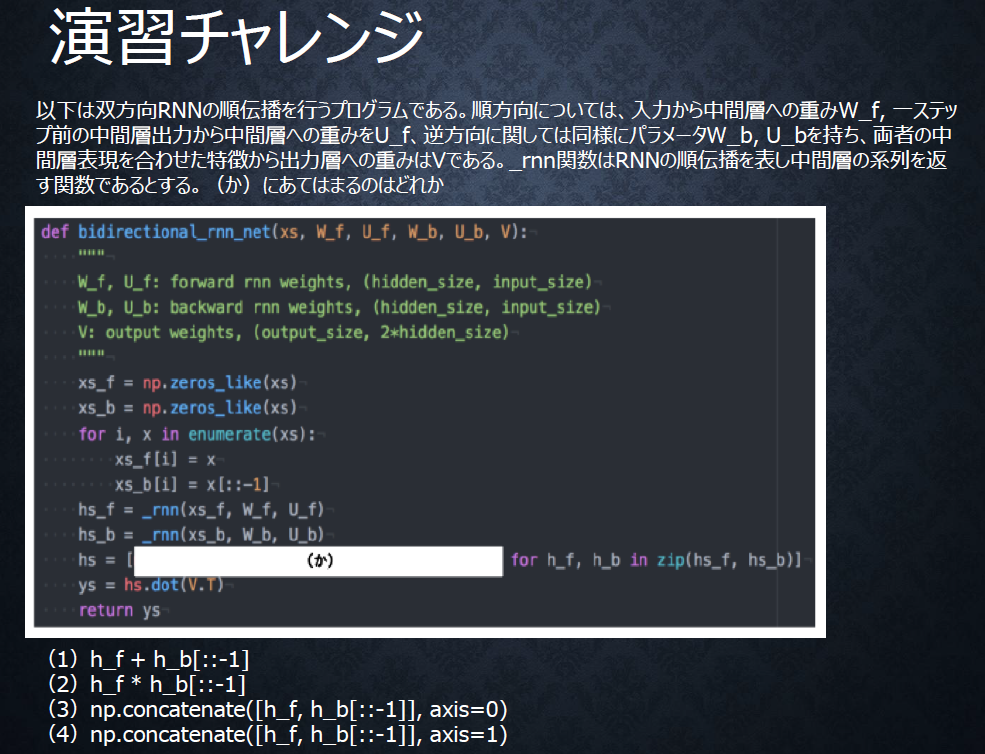 演習チャレンジ
以下は双方向RNNの順伝播を行うプログラムである。順方向については、入力から中間層への重みW_f, 一ステッ
プ前の中間層出力から中間層への重みをU_f、逆方向に関しては同様にパラメータW_b, U_bを持ち、両者の中
間層表現を合わせた特徴から出力層への重みはVである。_rnn関数はRNNの順伝播を表し中間層の系列を返
す関数であるとする。（か）にあてはまるのはどれか
def bidirectional_rnn_net(xs, W_f, U_f, W_b, U_b, V):
"""
W_f, U_f: forward rnn weights, (hidden_size, input_size)
W_b, U_b: backward rnn weights, (hidden_size, input_size)
V: output weights, (output_size, 2*hidden_size)
"""
xs_f = np.zeros_like(xs)
xs_b = np.zeros_like(xs)
for i, x in enumerate(xs):
xs_f[i] = x
xs_b[i] = x[::-1]
hs_f = _rnn(xs_f, W_f, U_f)
hs_b = _rnn(xs_b, W_b, U_b)
hs = [ （か） for h_f, h_b in zip(hs_f, hs_b)]
ys = hs.dot(V.T)
return ys
（1）h_f + h_b[::-1]
（2）h_f * h_b[::-1]
（3）np.concatenate([h_f, h_b[::-1]], axis=0)
（4）np.concatenate([h_f, h_b[::-1]], axis=1)